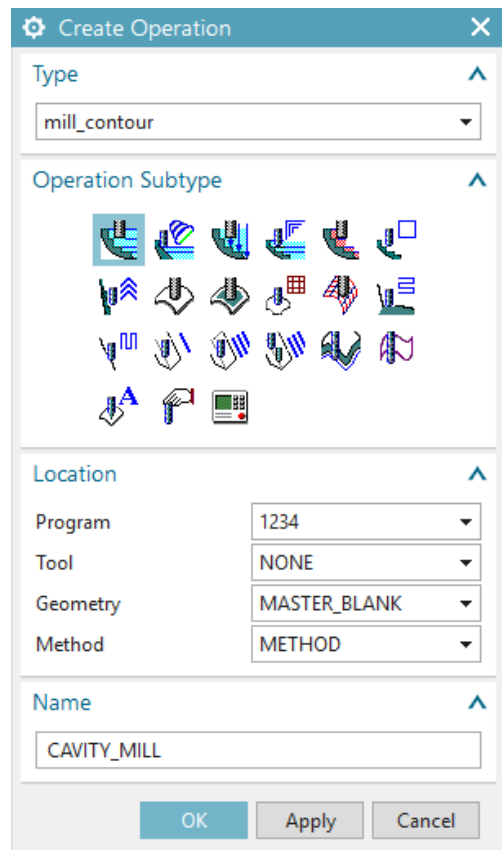 Create Operation
Type
mill_contour
Operation Subtype
A
Location
Program 1234
Tool NONE
Geometry MASTER_BLANK
Method METHOD
Name
CAVITY_MILL
OK Apply Cancel